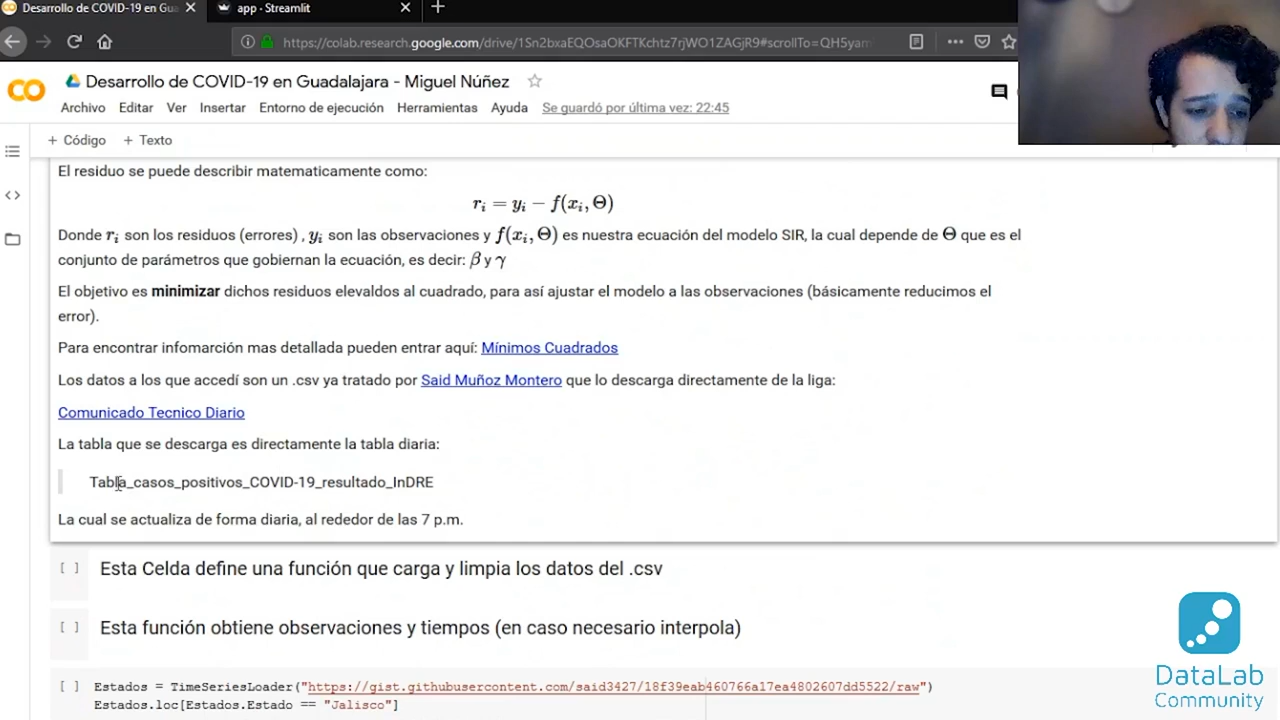 Desarrollo de COVID-19 en Gu
app - Streamlit
https://colab.research.google.com/drive/1Sn2bxaEQOsaOKFTKchtz7rjWO1ZAGjR9#scrollTo=QH5yam
Desarrollo de COVID-19 en Guadalajara - Miguel Núñez
Archivo Editar Ver Insertar Entorno de ejecución Herramientas Ayuda Se guardó por última vez: 22:45
+ Código + Texto
El residuo se puede describir matematicamente como:
r_i = y_i − f(x_i, Θ)
Donde r_i son los residuos (errores) , y_i son las observaciones y f(x_i, Θ) es nuestra ecuación del modelo SIR, la cual depende de Θ que es el
conjunto de parámetros que gobiernan la ecuación, es decir: β y γ
El objetivo es minimizar dichos residuos elevaldos al cuadrado, para así ajustar el modelo a las observaciones (básicamente reducimos el
error).
Para encontrar infomarción mas detallada pueden entrar aquí: Mínimos Cuadrados
Los datos a los que accedí son un .csv ya tratado por Said Muñoz Montero que lo descarga directamente de la liga:
Comunicado Tecnico Diario
La tabla que se descarga es directamente la tabla diaria:
Tabla_casos_positivos_COVID-19_resultado_InDRE
La cual se actualiza de forma diaria, al rededor de las 7 p.m.
[ ] Esta Celda define una función que carga y limpia los datos del .csv
[ ] Esta función obtiene observaciones y tiempos (en caso necesario interpola)
[ ] Estados = TimeSeriesLoader("https://gist.githubusercontent.com/said3427/18f39eab460766a17ea4802607dd5522/raw")
Estados.loc[Estados.Estado == "Jalisco"]
DataLab
Community